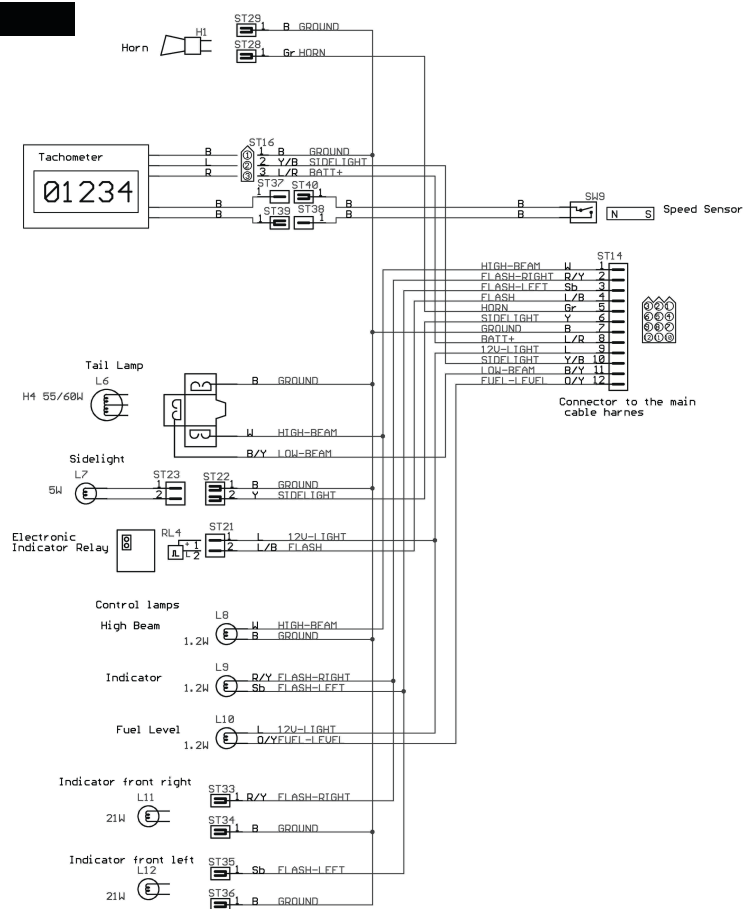 ST29
H1
1 B GROUND
Horn
ST28
1 Gr HORN
ST16
Tachometer
B 1 1 B GROUND
L 2 2 Y/B SIDELIGHT
R 3 3 L/R BATT+
01234
ST37 ST40
1 1
B B B
SW9
ST39 ST38
1 1
B B B
N S
Speed Sensor
ST14
HIGH-BEAM W 1
FLASH-RIGHT R/Y 2
FLASH-LEFT Sb 3
FLASH L/B 4
HORN Gr 5
SIDELIGHT Y 6
GROUND B 7
BATT+ L/R 8
12V-LIGHT L 9
SIDELIGHT Y/B 10
LOW-BEAM B/Y 11
FUEL-LEVEL O/Y 12
Connector to the main
cable harnes
Tail Lamp
L6
H4 55/60W
B GROUND
W HIGH-BEAM
B/Y LOW-BEAM
Sidelight
L7
5W
ST23 ST22
1 1 B GROUND
2 2 Y SIDELIGHT
Electronic
Indicator Relay
RL4
ST21
+ 1 1 L 12V-LIGHT
L 2 2 L/B FLASH
Control lamps
L8
High Beam
1.2W
W HIGH-BEAM
B GROUND
L9
Indicator
1.2W
R/Y FLASH-RIGHT
Sb FLASH-LEFT
L10
Fuel Level
1.2W
L 12V-LIGHT
O/Y FUEL-LEVEL
Indicator front right
L11
21W
ST33
1 R/Y FLASH-RIGHT
ST34
1 B GROUND
Indicator front left
L12
21W
ST35
1 Sb FLASH-LEFT
ST36
1 B GROUND